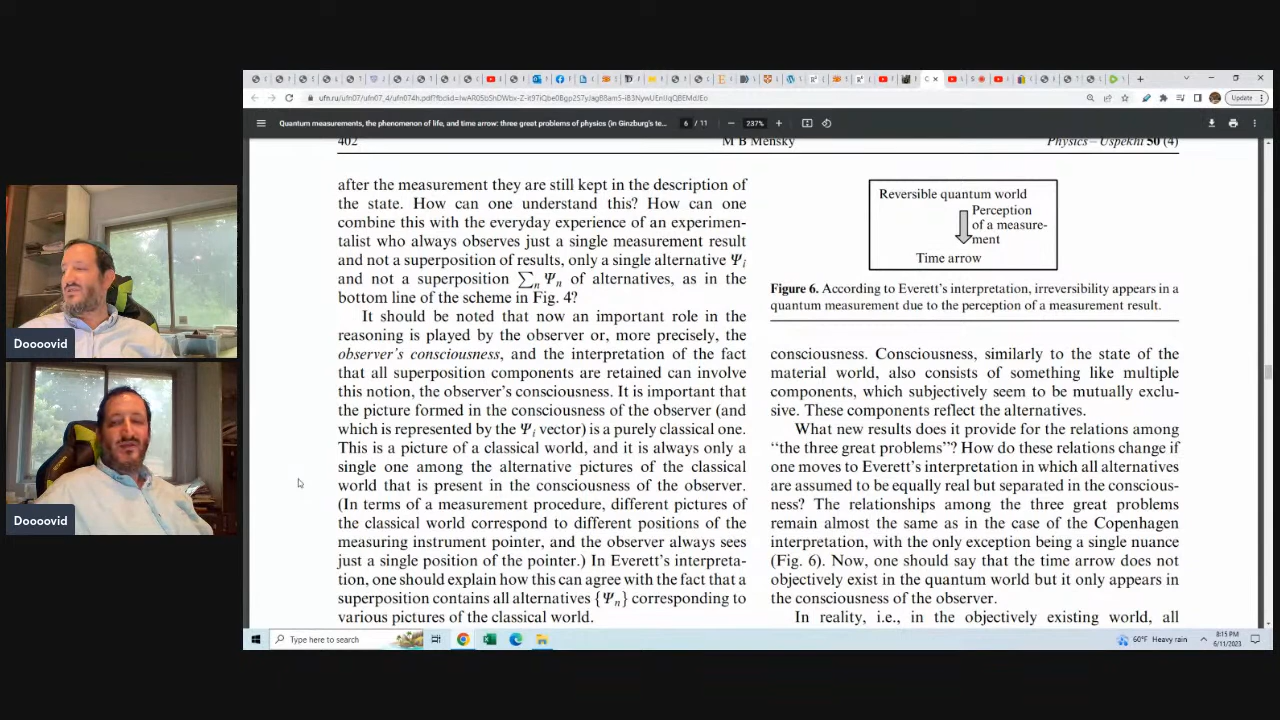 ufn.ru/ufn07/ufn07_4/ufn074h.pdf?fbclid=
Update
Quantum measurements, the phenomenon of life, and time arrow: three great problems of physics (in Ginzburg's te...
6 / 11
237%
402
M B Mensky
Physics – Uspekhi 50 (4)
after the measurement they are still kept in the description of
the state. How can one understand this? How can one
combine this with the everyday experience of an experimen-
talist who always observes just a single measurement result
and not a superposition of results, only a single alternative Ψi
and not a superposition ∑n Ψn of alternatives, as in the
bottom line of the scheme in Fig. 4?
It should be noted that now an important role in the
reasoning is played by the observer or, more precisely, the
observer's consciousness, and the interpretation of the fact
that all superposition components are retained can involve
this notion, the observer's consciousness. It is important that
the picture formed in the consciousness of the observer (and
which is represented by the Ψi vector) is a purely classical one.
This is a picture of a classical world, and it is always only a
single one among the alternative pictures of the classical
world that is present in the consciousness of the observer.
(In terms of a measurement procedure, different pictures of
the classical world correspond to different positions of the
measuring instrument pointer, and the observer always sees
just a single position of the pointer.) In Everett's interpreta-
tion, one should explain how this can agree with the fact that a
superposition contains all alternatives {Ψn} corresponding to
various pictures of the classical world.
Reversible quantum world
Perception
of a measure-
ment
Time arrow
Figure 6. According to Everett's interpretation, irreversibility appears in a
quantum measurement due to the perception of a measurement result.
consciousness. Consciousness, similarly to the state of the
material world, also consists of something like multiple
components, which subjectively seem to be mutually exclu-
sive. These components reflect the alternatives.
What new results does it provide for the relations among
“the three great problems”? How do these relations change if
one moves to Everett's interpretation in which all alternatives
are assumed to be equally real but separated in the conscious-
ness? The relationships among the three great problems
remain almost the same as in the case of the Copenhagen
interpretation, with the only exception being a single nuance
(Fig. 6). Now, one should say that the time arrow does not
objectively exist in the quantum world but it only appears in
the consciousness of the observer.
In reality, i.e., in the objectively existing world, all
Doooovid
Doooovid
Type here to search
60°F Heavy rain
8:15 PM
6/11/2023